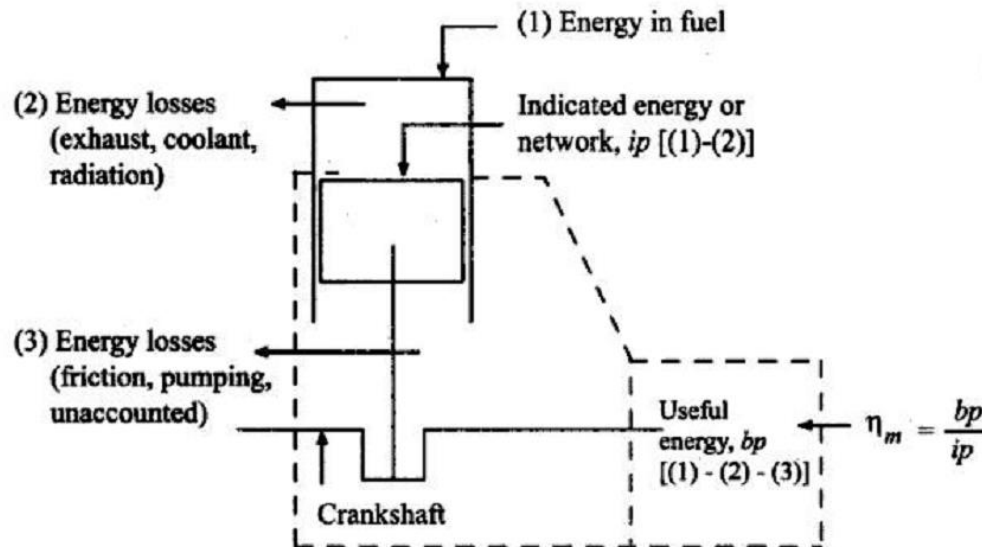 (1) Energy in fuel
(2) Energy losses
(exhaust, coolant,
radiation)
Indicated energy or
network, ip [(1)-(2)]
(3) Energy losses
(friction, pumping,
unaccounted)
Useful
energy, bp
[(1) - (2) - (3)]
ηm = bp/ip
Crankshaft